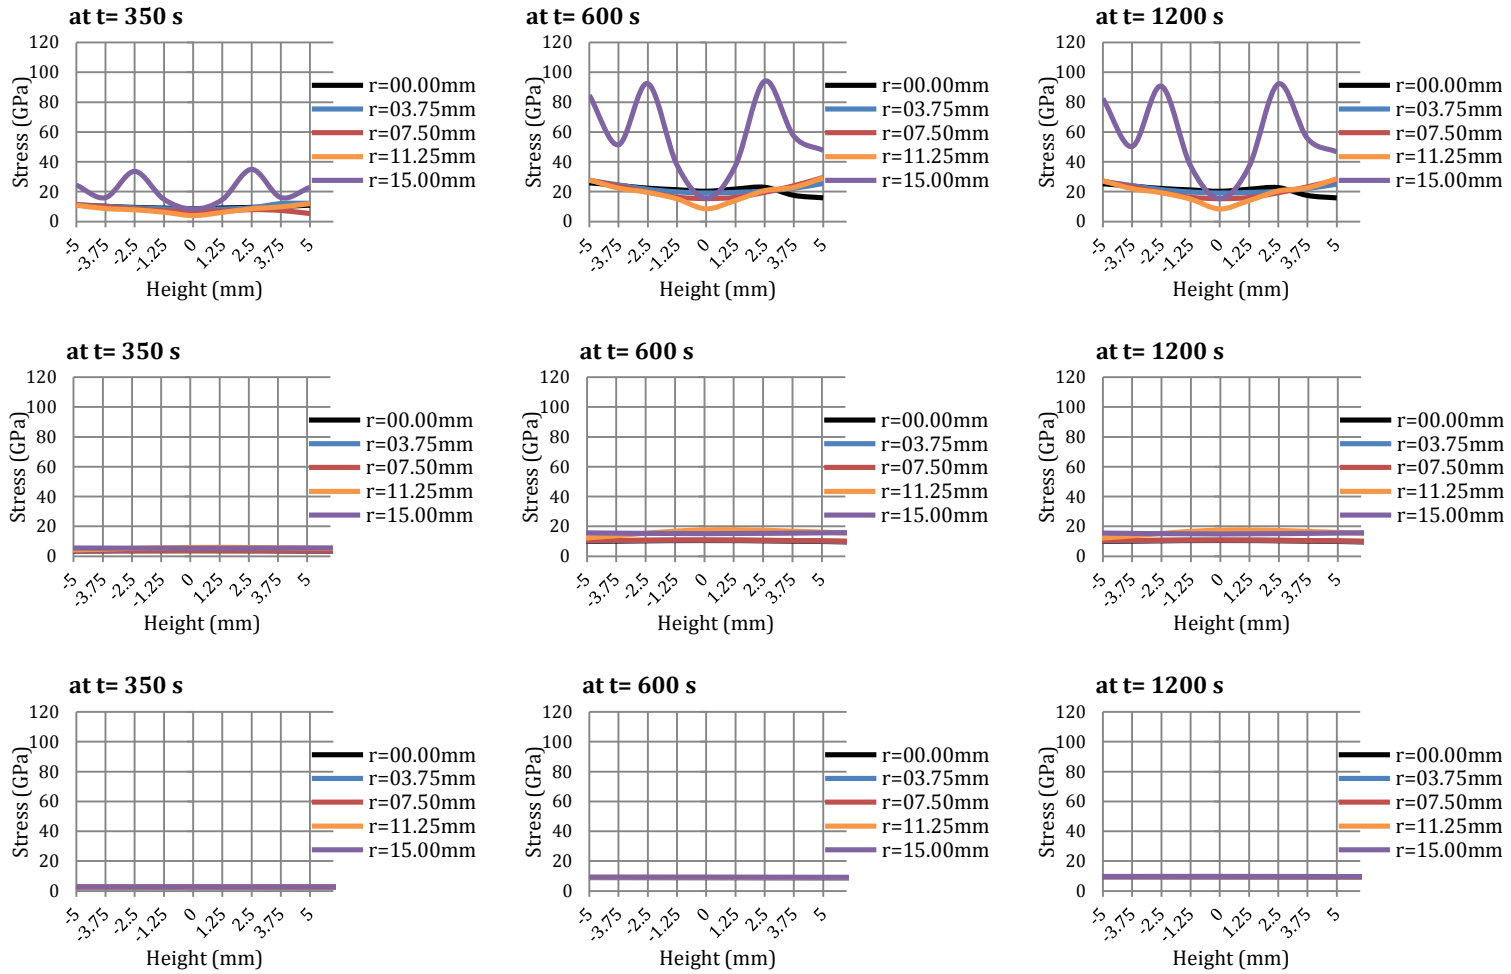 at t= 350 s
120
100
80
60
40
20
0
Stress (GPa)
-5
-3.75
-2.5
-1.25
0
1.25
2.5
3.75
5
Height (mm)
r=00.00mm
r=03.75mm
r=07.50mm
r=11.25mm
r=15.00mm
at t= 600 s
120
100
80
60
40
20
0
Stress (GPa)
-5
-3.75
-2.5
-1.25
0
1.25
2.5
3.75
5
Height (mm)
r=00.00mm
r=03.75mm
r=07.50mm
r=11.25mm
r=15.00mm
at t= 1200 s
120
100
80
60
40
20
0
Stress (GPa)
-5
-3.75
-2.5
-1.25
0
1.25
2.5
3.75
5
Height (mm)
r=00.00mm
r=03.75mm
r=07.50mm
r=11.25mm
r=15.00mm
at t= 350 s
120
100
80
60
40
20
0
Stress (GPa)
-5
-3.75
-2.5
-1.25
0
1.25
2.5
3.75
5
Height (mm)
r=00.00mm
r=03.75mm
r=07.50mm
r=11.25mm
r=15.00mm
at t= 600 s
120
100
80
60
40
20
0
Stress (GPa)
-5
-3.75
-2.5
-1.25
0
1.25
2.5
3.75
5
Height (mm)
r=00.00mm
r=03.75mm
r=07.50mm
r=11.25mm
r=15.00mm
at t= 1200 s
120
100
80
60
40
20
0
Stress (GPa)
-5
-3.75
-2.5
-1.25
0
1.25
2.5
3.75
5
Height (mm)
r=00.00mm
r=03.75mm
r=07.50mm
r=11.25mm
r=15.00mm
at t= 350 s
120
100
80
60
40
20
0
Stress (GPa)
-5
-3.75
-2.5
-1.25
0
1.25
2.5
3.75
5
Height (mm)
r=00.00mm
r=03.75mm
r=07.50mm
r=11.25mm
r=15.00mm
at t= 600 s
120
100
80
60
40
20
0
Stress (GPa)
-5
-3.75
-2.5
-1.25
0
1.25
2.5
3.75
5
Height (mm)
r=00.00mm
r=03.75mm
r=07.50mm
r=11.25mm
r=15.00mm
at t= 1200 s
120
100
80
60
40
20
0
Stress (GPa)
-5
-3.75
-2.5
-1.25
0
1.25
2.5
3.75
5
Height (mm)
r=00.00mm
r=03.75mm
r=07.50mm
r=11.25mm
r=15.00mm